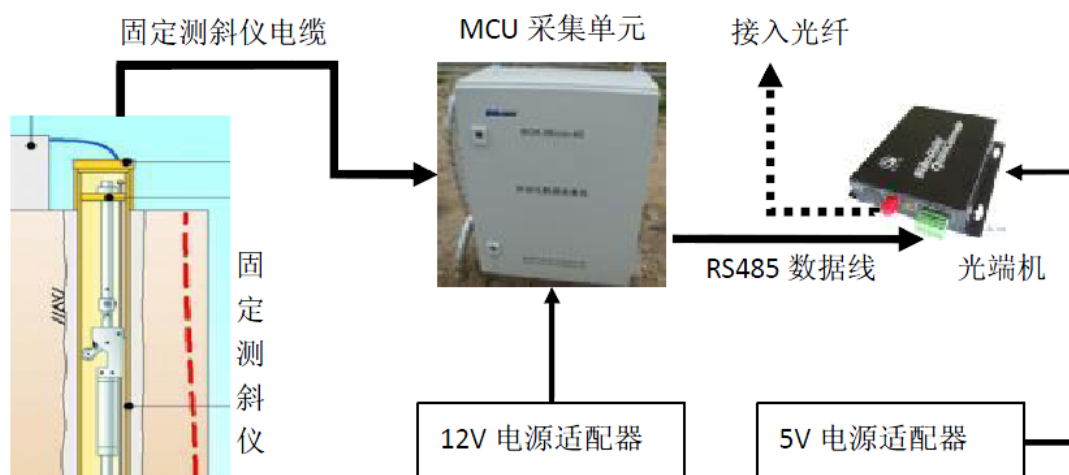 固定测斜仪电缆
MCU 采集单元
接入光纤
RS485 数据线
光端机
固定测斜仪
12V 电源适配器
5V 电源适配器